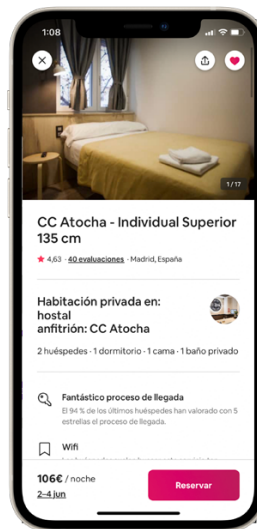 1:08
1/17
CC Atocha - Individual Superior
135 cm
4,63 · 40 evaluaciones · Madrid, España
Habitación privada en:
hostal
anfitrión: CC Atocha
2 huéspedes · 1 dormitorio · 1 cama · 1 baño privado
Fantástico proceso de llegada
El 94 % de los últimos huéspedes han valorado con 5
estrellas el proceso de llegada.
Wifi
106€ / noche
2–4 jun
Reservar